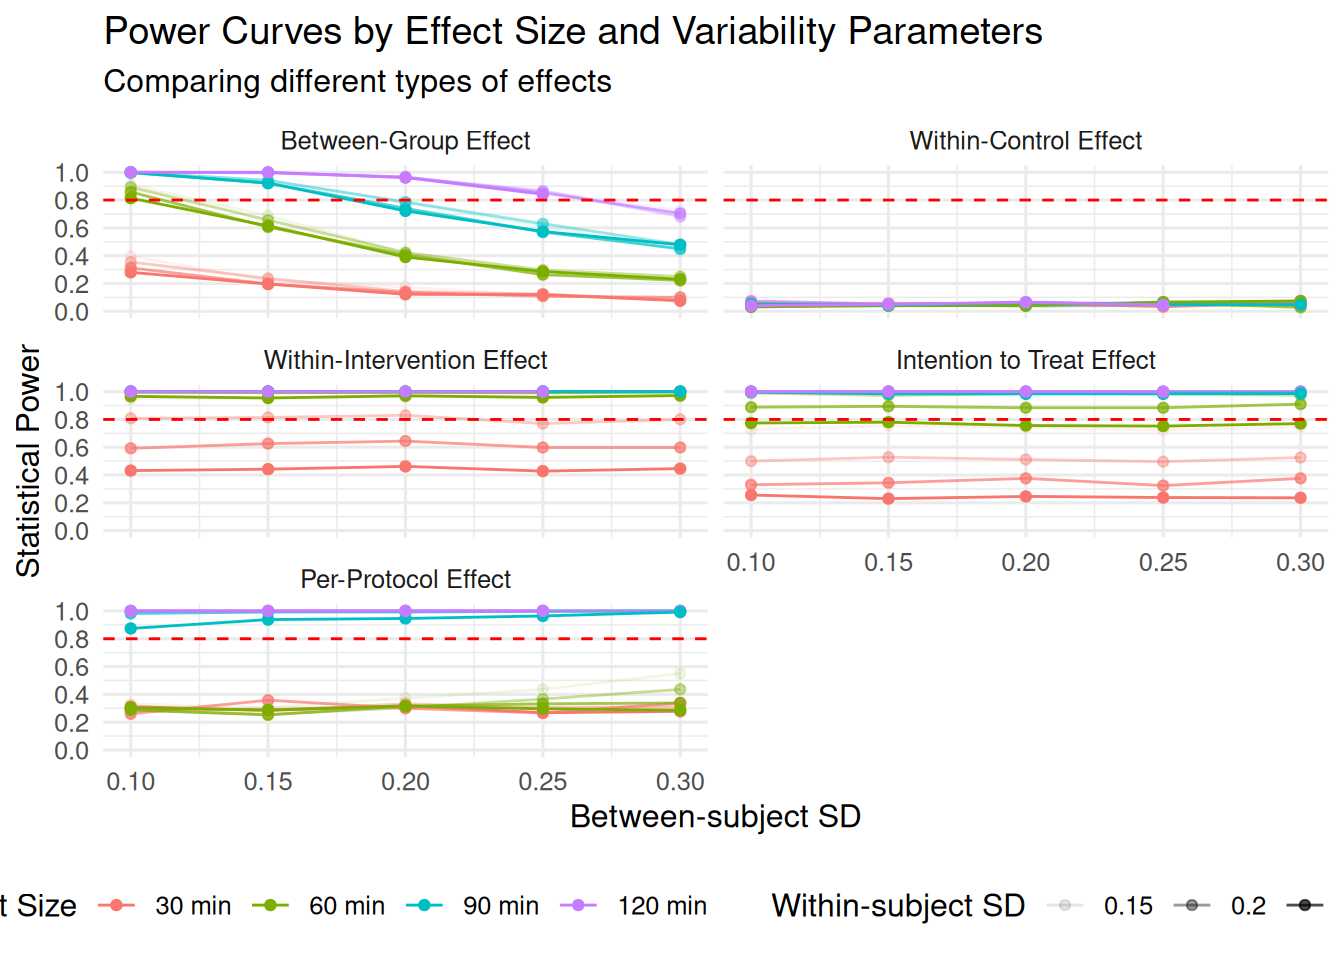 Power Curves by Effect Size and Variability Parameters
Comparing different types of effects
Between-Group Effect
Within-Control Effect
1.0
0.8
0.6
0.4
0.2
0.0
Within-Intervention Effect
Intention to Treat Effect
1.0
0.8
0.6
0.4
0.2
0.0
0.10 0.15 0.20 0.25 0.30
Per-Protocol Effect
1.0
0.8
0.6
0.4
0.2
0.0
0.10 0.15 0.20 0.25 0.30
Statistical Power
Between-subject SD
t Size 30 min 60 min 90 min 120 min
Within-subject SD 0.15 0.2